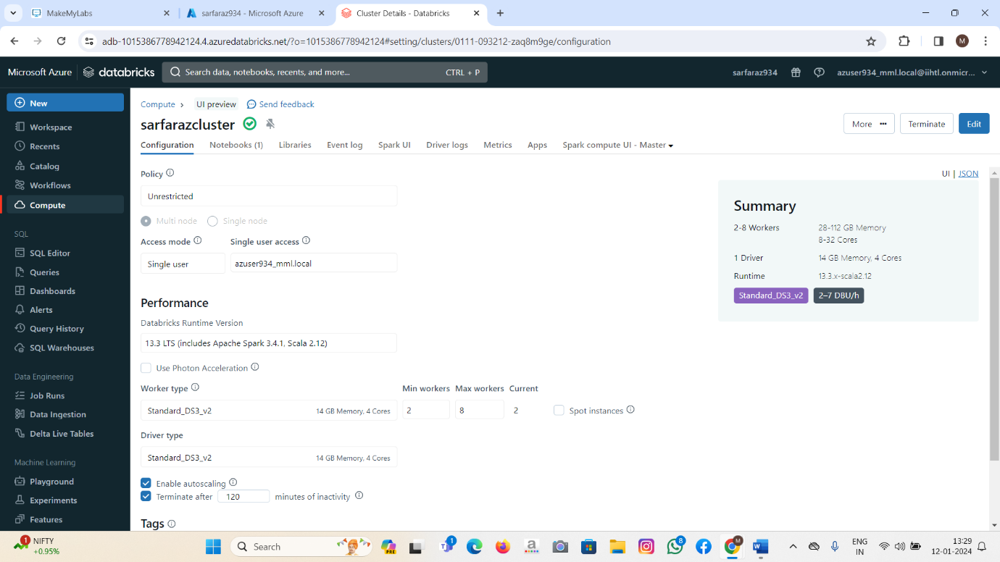 MakeMyLabs
sarfaraz934 - Microsoft Azure
Cluster Details - Databricks
adb-1015386778942124.4.azuredatabricks.net/?o=1015386778942124#setting/clusters/0111-093212-zaq8m9ge/configuration
M
Microsoft Azure
databricks
Search data, notebooks, recents, and more...
CTRL + P
sarfaraz934
azuser934_mml.local@iihtl.onmicr...
New
Workspace
Recents
Catalog
Workflows
Compute
SQL
SQL Editor
Queries
Dashboards
Alerts
Query History
SQL Warehouses
Data Engineering
Job Runs
Data Ingestion
Delta Live Tables
Machine Learning
Playground
Experiments
Features
Compute
UI preview
Send feedback
sarfarazcluster
More
Terminate
Edit
Configuration
Notebooks (1)
Libraries
Event log
Spark UI
Driver logs
Metrics
Apps
Spark compute UI - Master
UI | JSON
Policy
Unrestricted
Multi node
Single node
Access mode
Single user access
Single user
azuser934_mml.local
Performance
Databricks Runtime Version
13.3 LTS (includes Apache Spark 3.4.1, Scala 2.12)
Use Photon Acceleration
Worker type
Min workers
Max workers
Current
Standard_DS3_v2
14 GB Memory, 4 Cores
2
8
2
Spot instances
Driver type
Standard_DS3_v2
14 GB Memory, 4 Cores
Enable autoscaling
Terminate after 120 minutes of inactivity
Tags
Summary
2-8 Workers
28-112 GB Memory
8-32 Cores
1 Driver
14 GB Memory, 4 Cores
Runtime
13.3.x-scala2.12
Standard_DS3_v2
2–7 DBU/h
1
NIFTY
+0.95%
Search
PRE
1
a
8
M
ENG
IN
13:29
12-01-2024